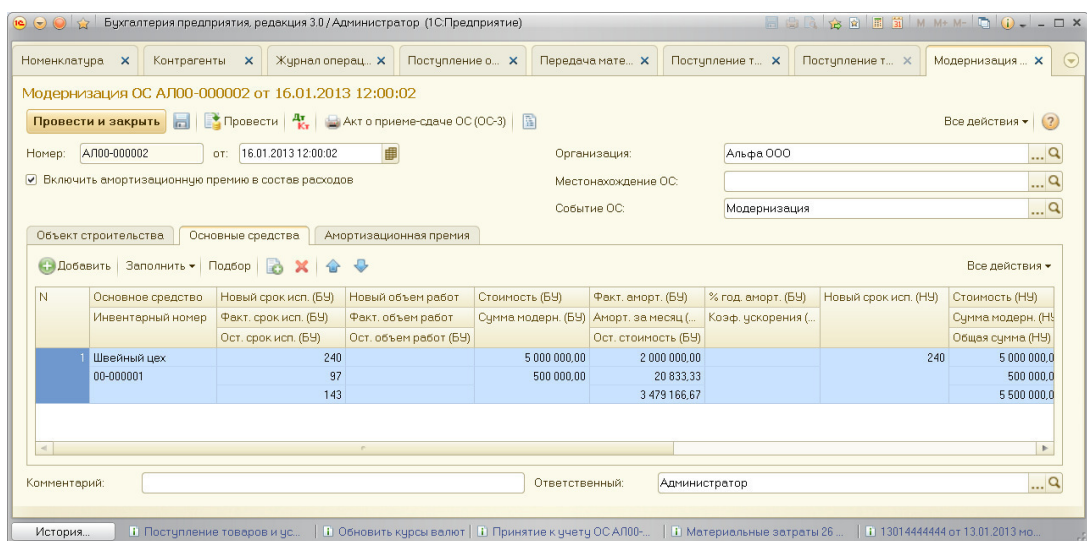 Бухгалтерия предприятия, редакция 3.0 / Администратор (1С:Предприятие) M M+ M-
Номенклатура Контрагенты Журнал операц... Поступление о... Передача мате... Поступление т... Поступление т... Модернизация ...
Модернизация ОС АЛ00-000002 от 16.01.2013 12:00:02
Провести и закрыть Провести Дт Кт Акт о приеме-сдаче ОС (ОС-3) Все действия ?
Номер: АЛ00-000002 от: 16.01.2013 12:00:02 Организация: Альфа ООО ...
Включить амортизационную премию в состав расходов Местонахождение ОС: ...
Событие ОС: Модернизация ...
Объект строительства Основные средства Амортизационная премия
Добавить Заполнить Подбор Все действия
N Основное средство Новый срок исп. (БУ) Новый объем работ Стоимость (БУ) Факт. аморт. (БУ) % год. аморт. (БУ) Новый срок исп. (НУ) Стоимость (НУ)
Инвентарный номер Факт. срок исп. (БУ) Факт. объем работ Сумма модерн. (БУ) Аморт. за месяц (... Коэф. ускорения (... Сумма модерн. (НУ
Ост. срок исп. (БУ) Ост. объем работ (БУ) Ост. стоимость (БУ) Общая сумма (НУ)
1 Швейный цех 240 5 000 000,00 2 000 000,00 240 5 000 000,0
00-000001 97 500 000,00 20 833,33 500 000,0
143 3 479 166,67 5 500 000,0
Комментарий: Ответственный: Администратор ...
История... Поступление товаров и ус... Обновить курсы валют Принятие к учету ОС АЛ00-... Материальные затраты 26 ... 13014444444 от 13.01.2013 мо...